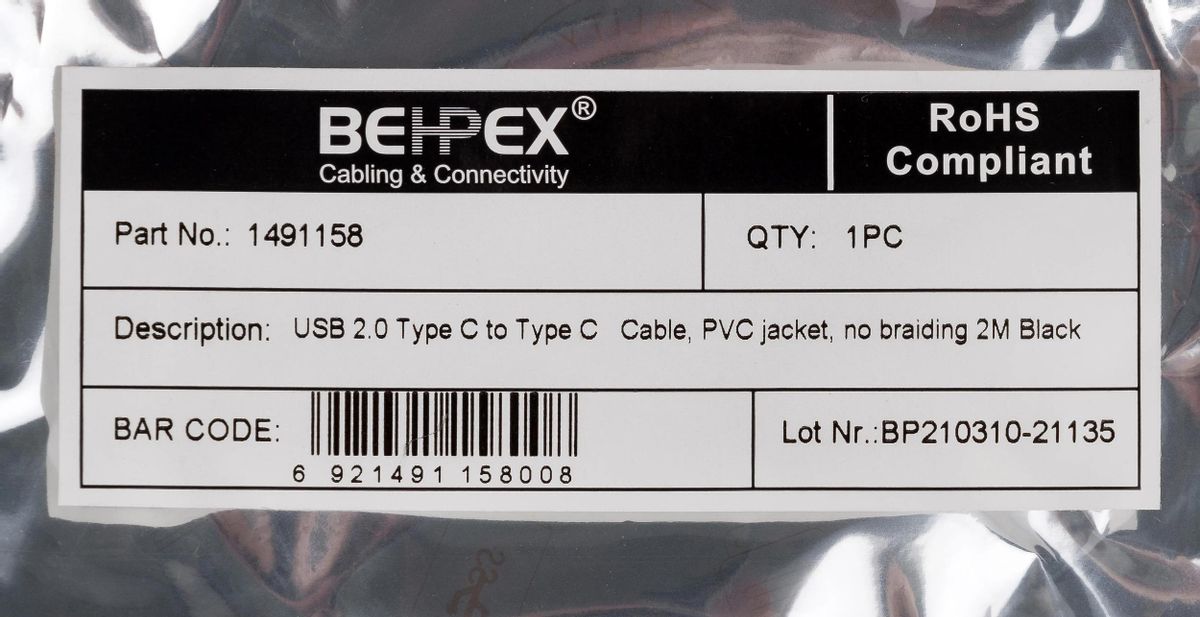 BEHPEX®
Cabling & Connectivity
RoHS
Compliant
Part No.: 1491158
QTY: 1PC
Description: USB 2.0 Type C to Type C Cable, PVC jacket, no braiding 2M Black
BAR CODE:
6 921491 158008
Lot Nr.:BP210310-21135